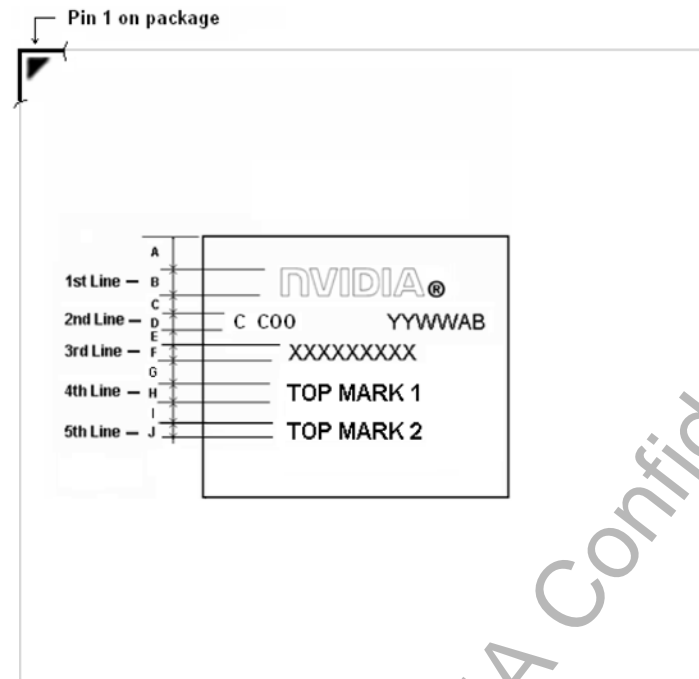 Pin 1 on package
A
1st Line — B
C
2nd Line — D
E
3rd Line — F
G
4th Line — H
I
5th Line — J
nVIDIA®
C COO YYWWAB
XXXXXXXXX
TOP MARK 1
TOP MARK 2
A Confid